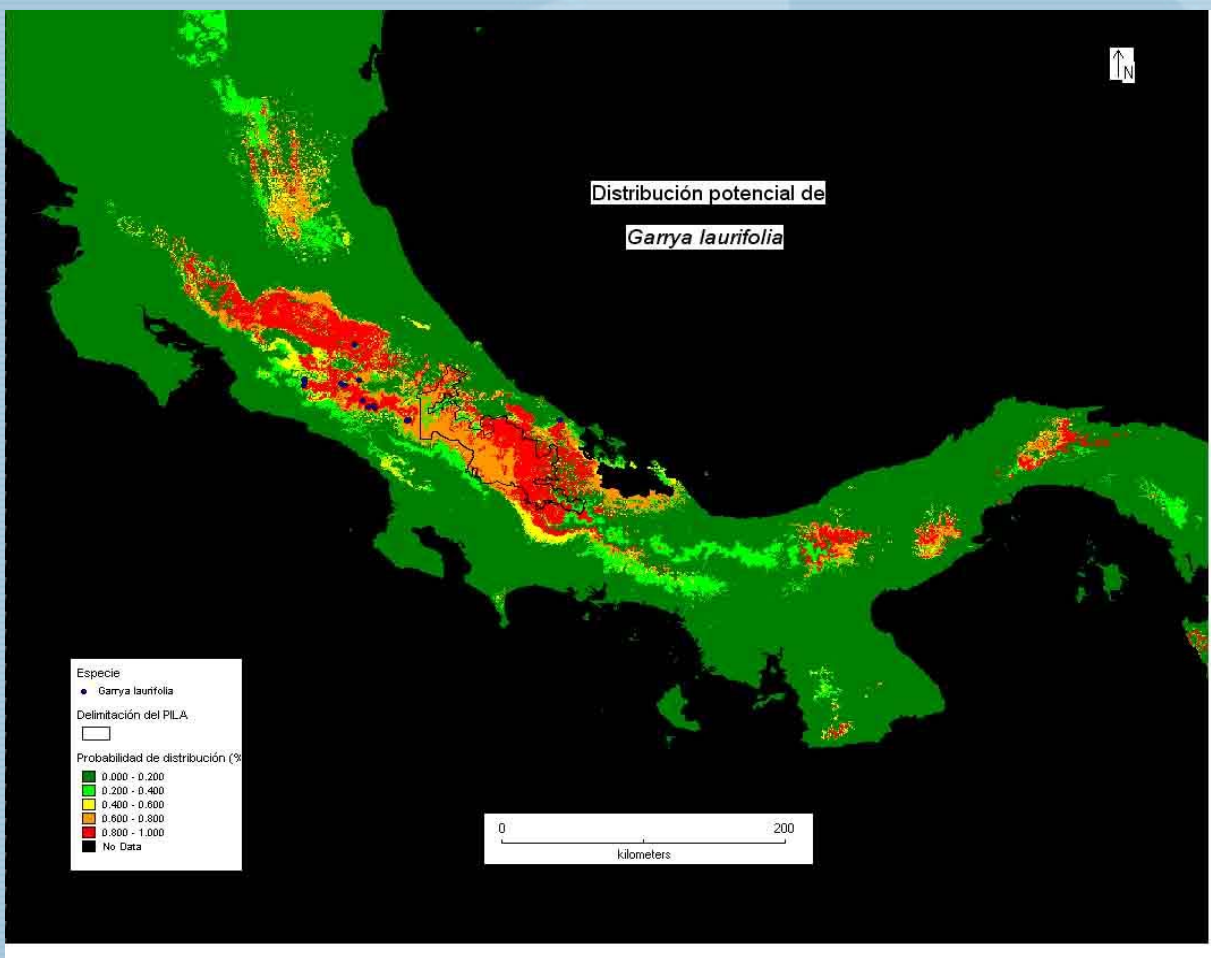 N
Distribución potencial de
Garrya laurifolia
Especie
Garrya laurifolia
Delimitación del PILA
Probabilidad de distribución (%
0.000 - 0.200
0.200 - 0.400
0.400 - 0.600
0.600 - 0.800
0.800 - 1.000
No Data
0 200
kilometers